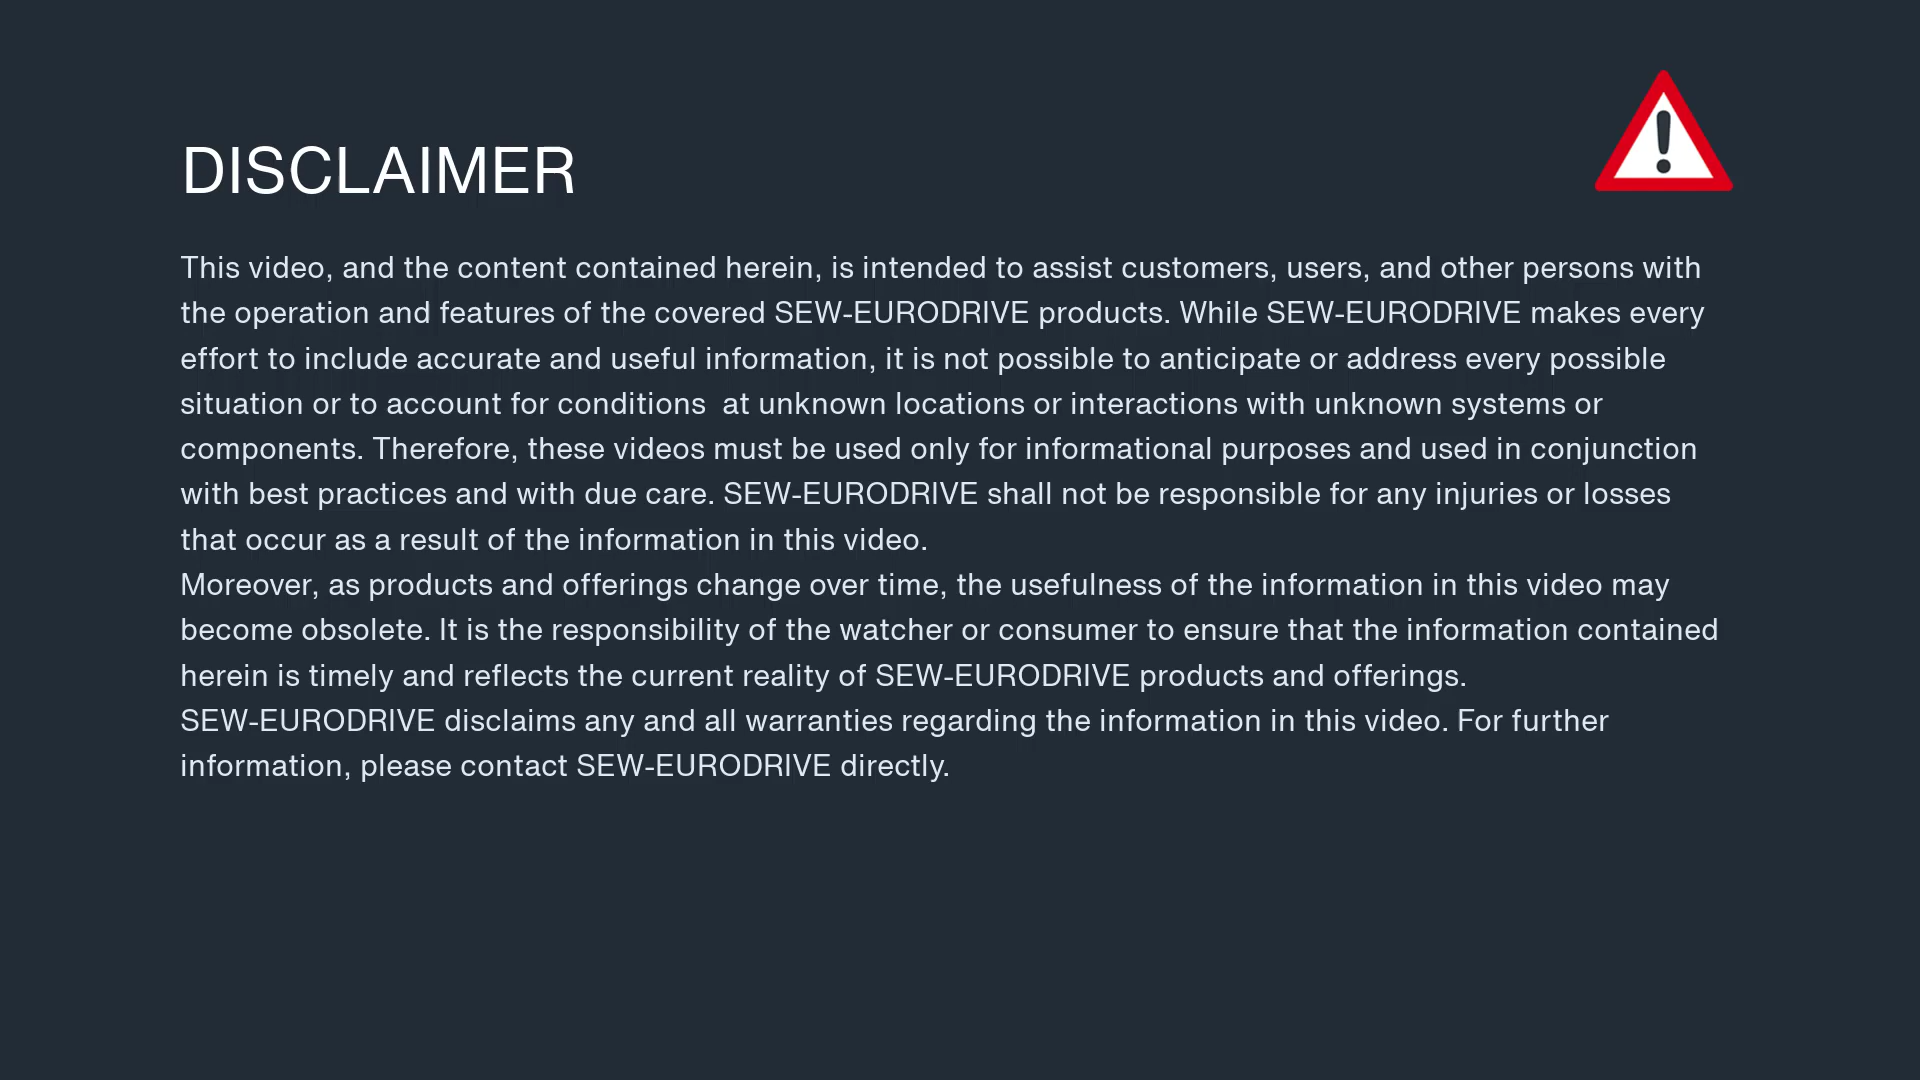 DISCLAIMER
This video, and the content contained herein, is intended to assist customers, users, and other persons with
the operation and features of the covered SEW-EURODRIVE products. While SEW-EURODRIVE makes every
effort to include accurate and useful information, it is not possible to anticipate or address every possible
situation or to account for conditions  at unknown locations or interactions with unknown systems or
components. Therefore, these videos must be used only for informational purposes and used in conjunction
with best practices and with due care. SEW-EURODRIVE shall not be responsible for any injuries or losses
that occur as a result of the information in this video.
Moreover, as products and offerings change over time, the usefulness of the information in this video may
become obsolete. It is the responsibility of the watcher or consumer to ensure that the information contained
herein is timely and reflects the current reality of SEW-EURODRIVE products and offerings.
SEW-EURODRIVE disclaims any and all warranties regarding the information in this video. For further
information, please contact SEW-EURODRIVE directly.